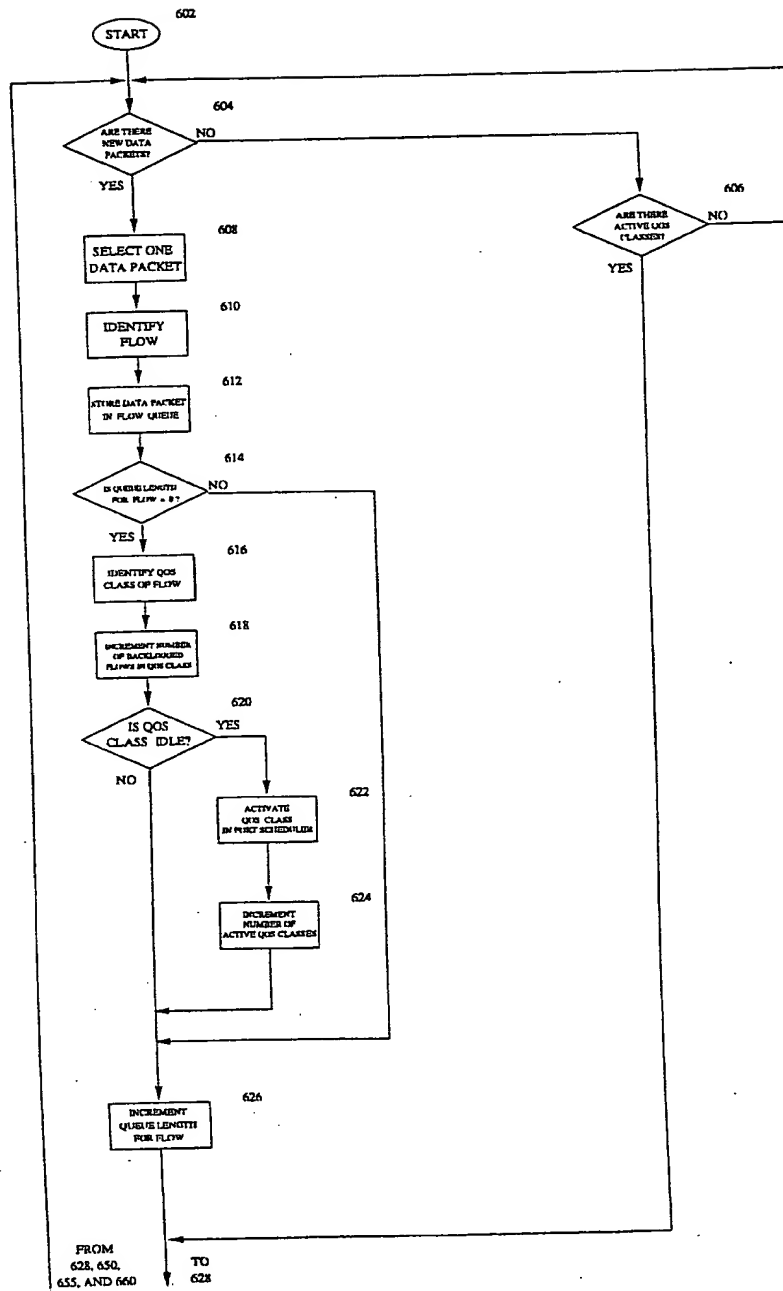 602
START
604
ARE THERE
NEW DATA
PACKETS?
NO
YES
606
ARE THERE
ACTIVE QOS
CLASSES?
NO
YES
608
SELECT ONE
DATA PACKET
610
IDENTIFY
FLOW
612
STORE DATA PACKET
IN FLOW QUEUE
614
IS QUEUE LENGTH
FOR FLOW = 0 ?
NO
YES
616
IDENTIFY QOS
CLASS OF FLOW
618
INCREMENT NUMBER
OF BACKLOGGED
FLOWS IN QOS CLASS
620
IS QOS
CLASS IDLE?
YES
NO
622
ACTIVATE
QOS CLASS
IN PORT SCHEDULER
624
INCREMENT
NUMBER OF
ACTIVE QOS CLASSES
626
INCREMENT
QUEUE LENGTH
FOR FLOW
FROM
628, 650,
655, AND 660
TO
628